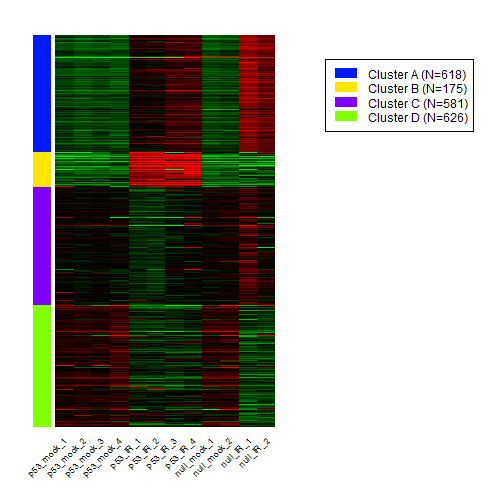 Cluster A (N=618)
Cluster B (N=175)
Cluster C (N=581)
Cluster D (N=626)
p53_mock_1
p53_mock_2
p53_mock_3
p53_mock_4
p53_IR_1
p53_IR_2
p53_IR_3
p53_IR_4
null_mock_1
null_mock_2
null_IR_1
null_IR_2